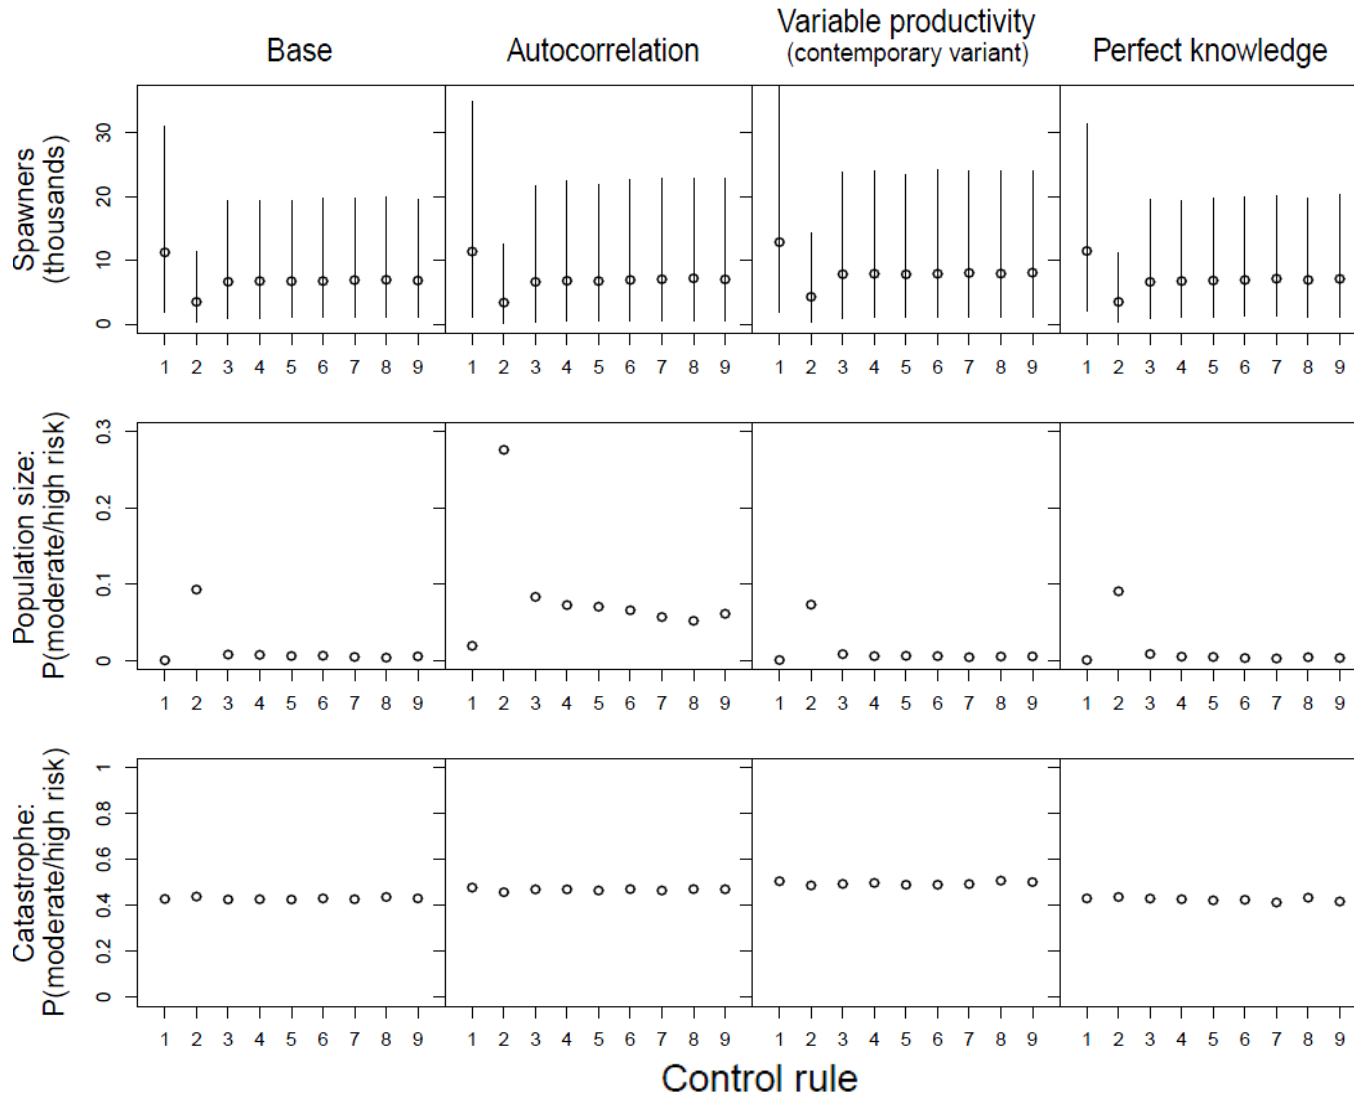 Base
Autocorrelation
Variable productivity
(contemporary variant)
Perfect knowledge
Spawners
(thousands)
30
20
10
0
1 2 3 4 5 6 7 8 9
1 2 3 4 5 6 7 8 9
1 2 3 4 5 6 7 8 9
1 2 3 4 5 6 7 8 9
Population size:
P(moderate/high risk)
0.3
0.2
0.1
0
1 2 3 4 5 6 7 8 9
1 2 3 4 5 6 7 8 9
1 2 3 4 5 6 7 8 9
1 2 3 4 5 6 7 8 9
Catastrophe:
P(moderate/high risk)
1
0.8
0.6
0.4
0.2
0
1 2 3 4 5 6 7 8 9
1 2 3 4 5 6 7 8 9
1 2 3 4 5 6 7 8 9
1 2 3 4 5 6 7 8 9
Control rule